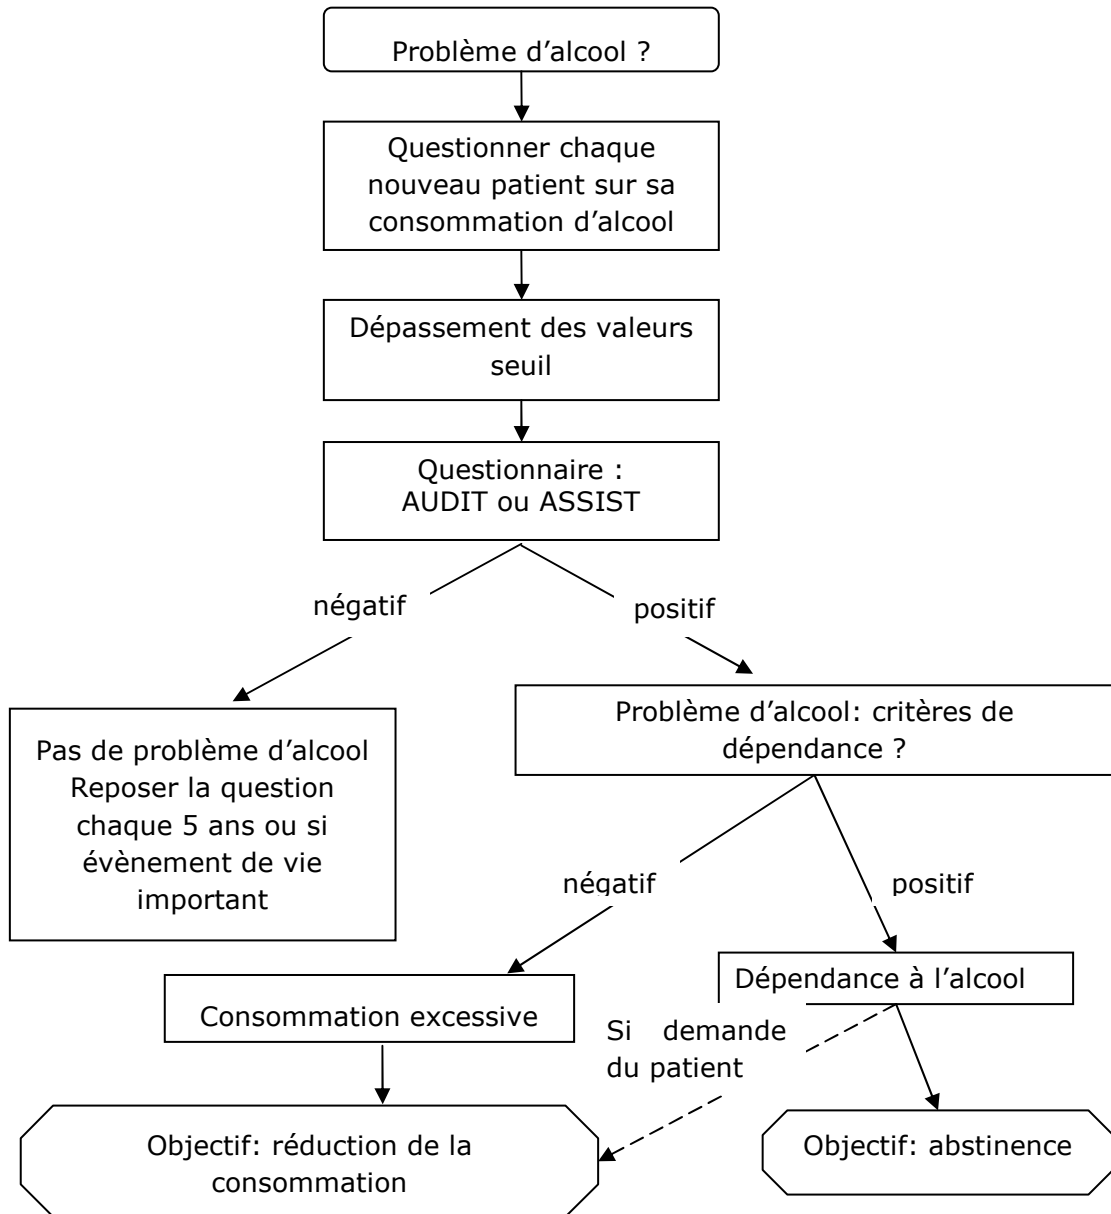 Problème d'alcool ?
Questionner chaque
nouveau patient sur sa
consommation d'alcool
Dépassement des valeurs
seuil
Questionnaire :
AUDIT ou ASSIST
négatif
positif
Pas de problème d'alcool
Reposer la question
chaque 5 ans ou si
évènement de vie
important
Problème d'alcool: critères de
dépendance ?
négatif
positif
Consommation excessive
Dépendance à l'alcool
Si demande
du patient
Objectif: réduction de la
consommation
Objectif: abstinence